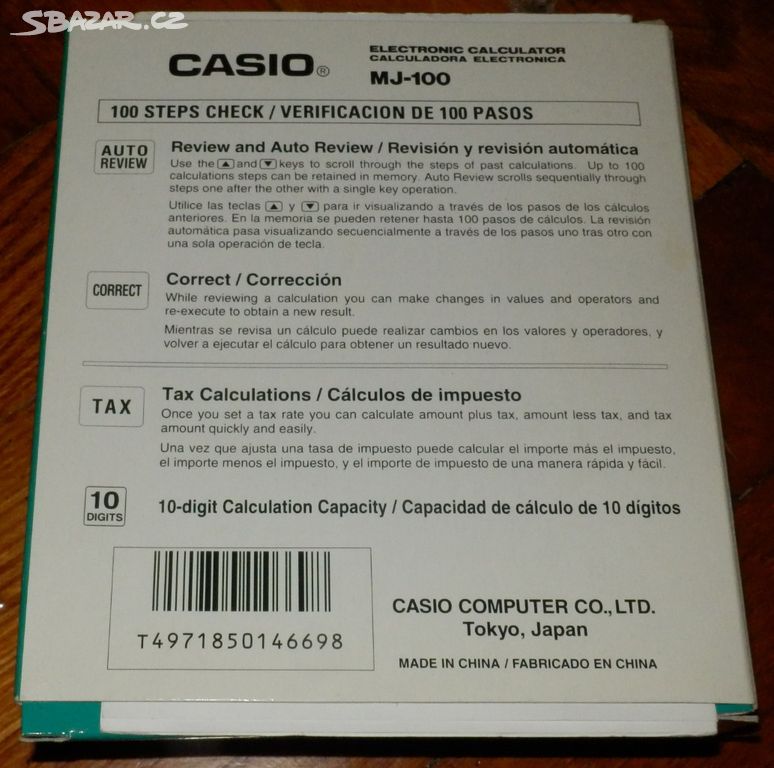 SBAZAR.CZ
CASIO®
ELECTRONIC CALCULATOR
CALCULADORA ELECTRONICA
MJ-100
100 STEPS CHECK / VERIFICACION DE 100 PASOS
AUTO
REVIEW
Review and Auto Review / Revisión y revisión automática
Use the ▲ and ▼ keys to scroll through the steps of past calculations. Up to 100
calculations steps can be retained in memory. Auto Review scrolls sequentially through
steps one after the other with a single key operation.
Utilice las teclas ▲ y ▼ para ir visualizando a través de los pasos de los cálculos
anteriores. En la memoria se pueden retener hasta 100 pasos de cálculos. La revisión
automática pasa visualizando secuencialmente a través de los pasos uno tras otro con
una sola operación de tecla.
CORRECT
Correct / Corrección
While reviewing a calculation you can make changes in values and operators and
re-execute to obtain a new result.
Mientras se revisa un cálculo puede realizar cambios en los valores y operadores, y
volver a ejecutar el cálculo para obtener un resultado nuevo.
TAX
Tax Calculations / Cálculos de impuesto
Once you set a tax rate you can calculate amount plus tax, amount less tax, and tax
amount quickly and easily.
Una vez que ajusta una tasa de impuesto puede calcular el importe más el impuesto,
el importe menos el impuesto, y el importe de impuesto de una manera rápida y fácil.
10
DIGITS
10-digit Calculation Capacity / Capacidad de cálculo de 10 dígitos
T4971850146698
CASIO COMPUTER CO.,LTD.
Tokyo, Japan
MADE IN CHINA / FABRICADO EN CHINA